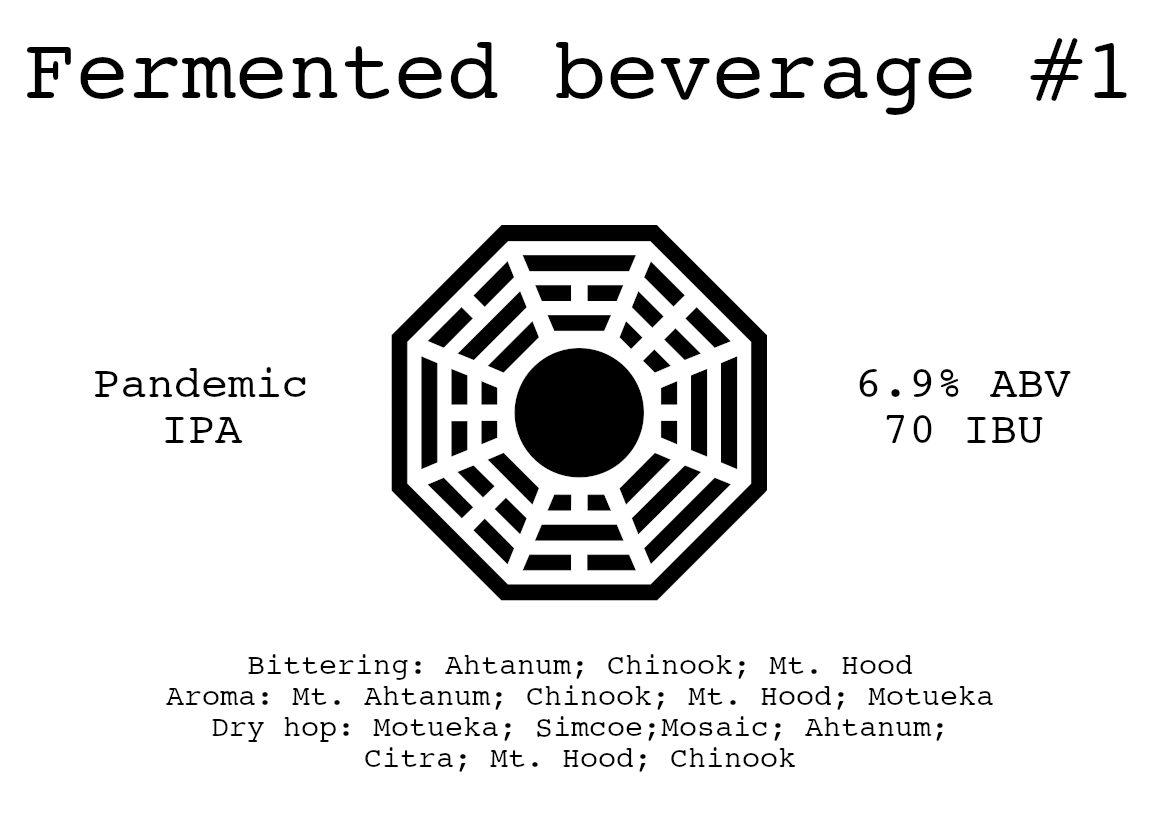 Fermented beverage #1
Pandemic
IPA
6.9% ABV
70 IBU
Bittering: Ahtanum; Chinook; Mt. Hood
Aroma: Mt. Ahtanum; Chinook; Mt. Hood; Motueka
Dry hop: Motueka; Simcoe;Mosaic; Ahtanum;
Citra; Mt. Hood; Chinook